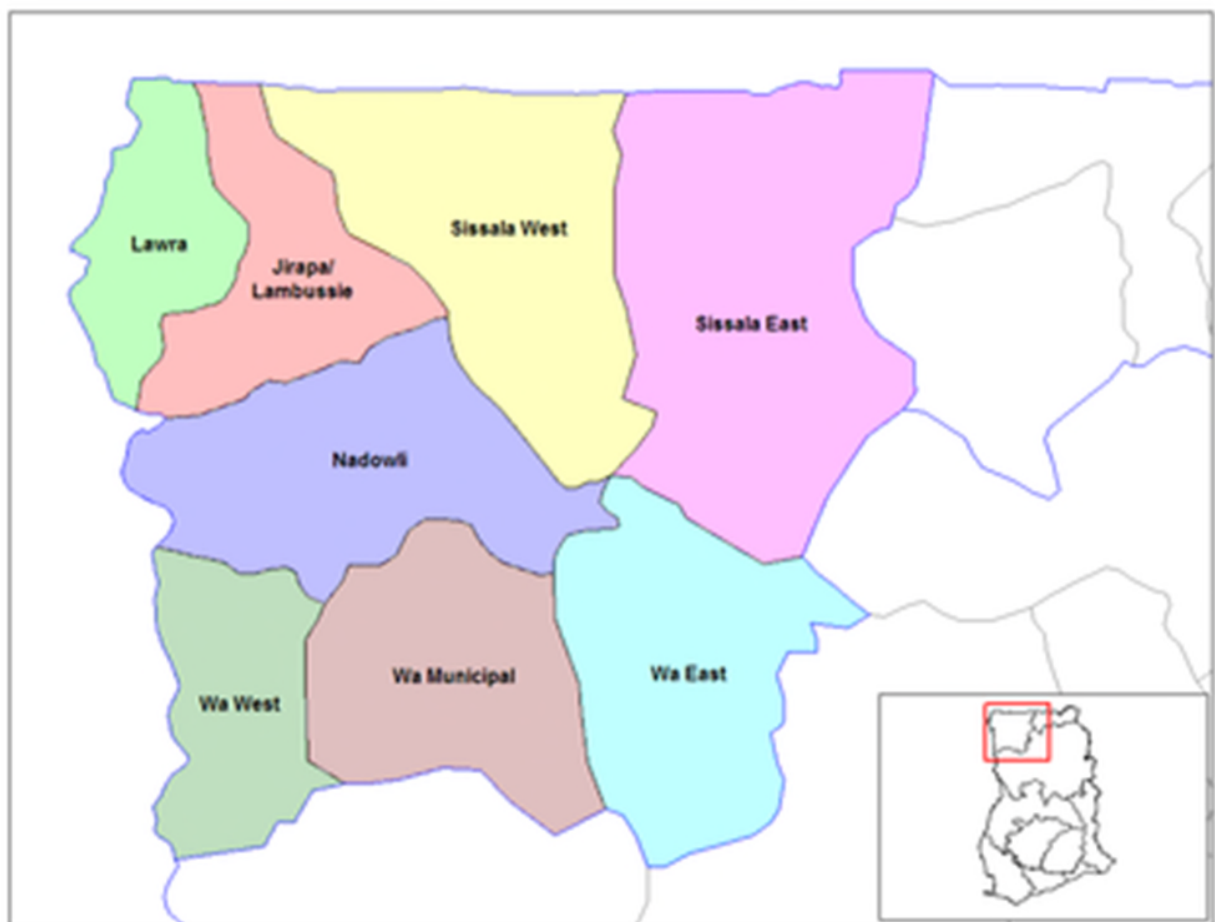 Sissala West
Lawra
Jirapa/
Lambussie
Sissala East
Nadowli
Wa Municipal
Wa East
Wa West